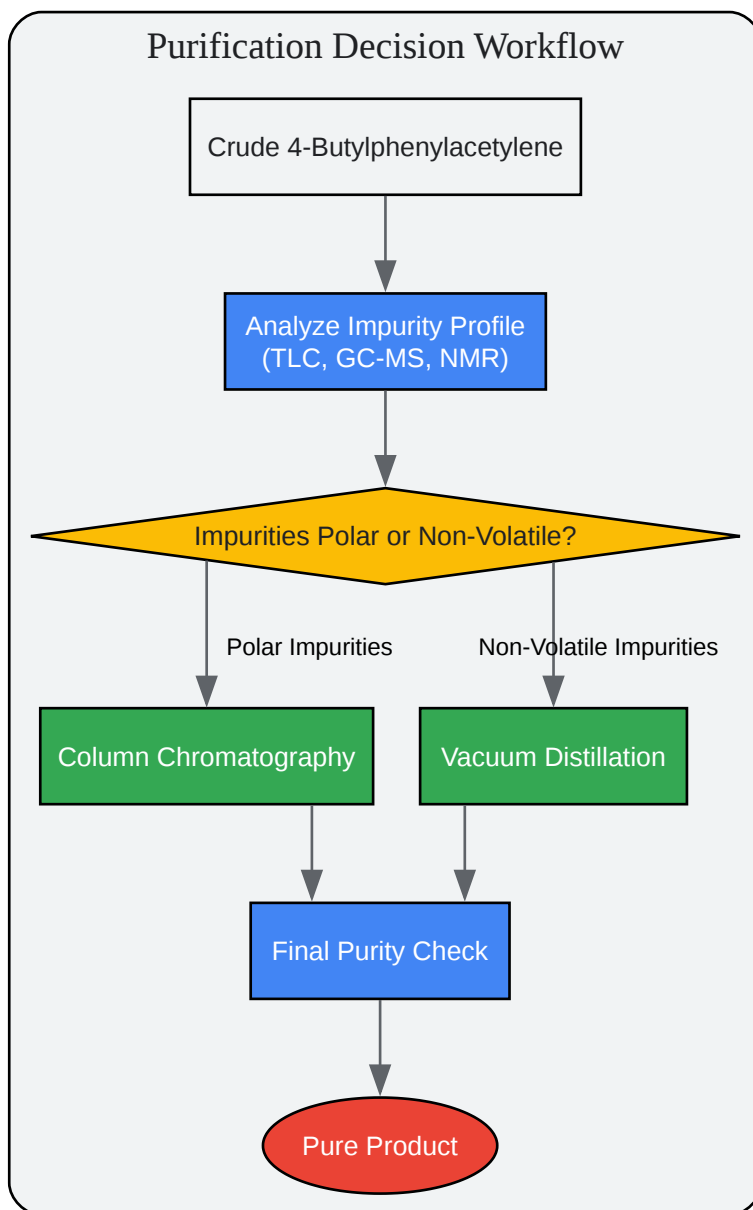 Purification Decision Workflow
Crude 4-Butylphenylacetylene
Analyze Impurity Profile
(TLC, GC-MS, NMR)
Impurities Polar or Non-Volatile?
Polar Impurities
Non-Volatile Impurities
Column Chromatography
Vacuum Distillation
Final Purity Check
Pure Product